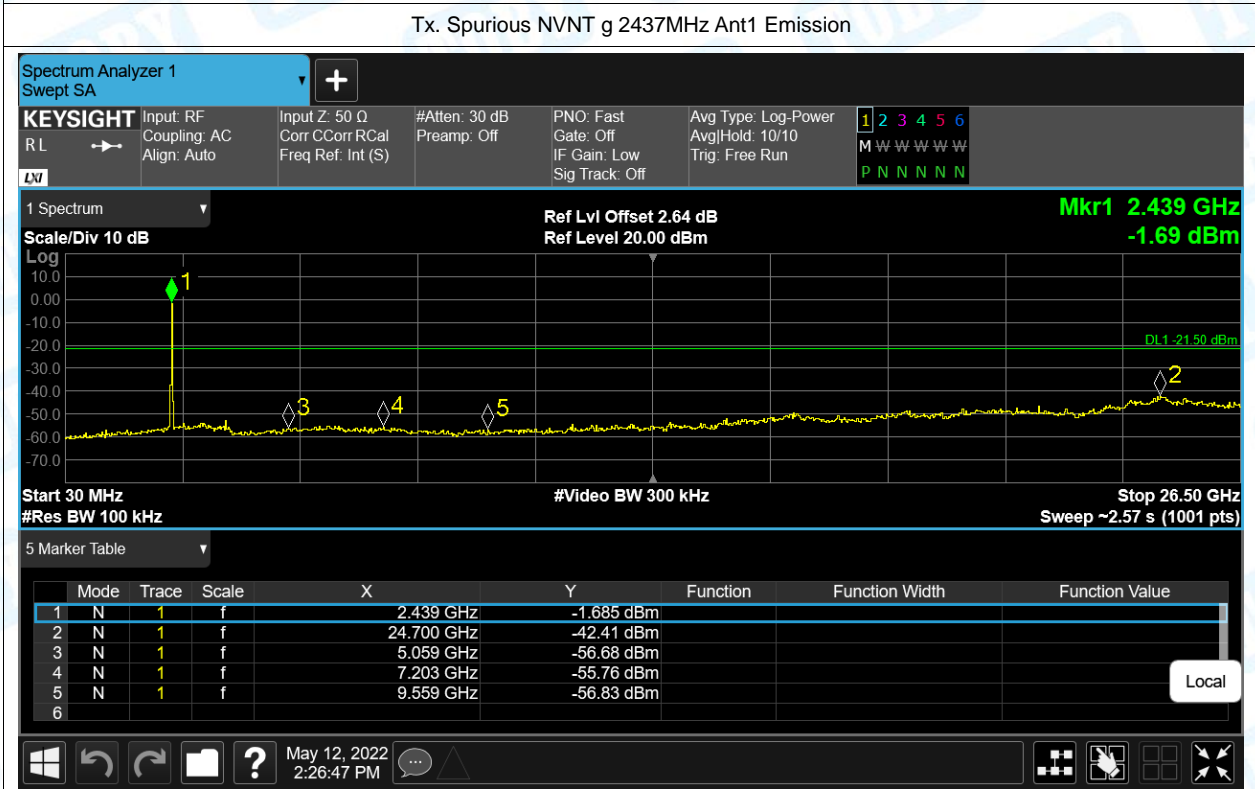 Tx. Spurious NVNT g 2437MHz Ant1 Emission
Spectrum Analyzer 1
Swept SA
KEYSIGHT Input: RF Input Z: 50 Ω #Atten: 30 dB PNO: Fast Avg Type: Log-Power 1 2 3 4 5 6
RL Coupling: AC Corr CCorr RCal Preamp: Off Gate: Off Avg|Hold: 10/10 M W W W W W
Align: Auto Freq Ref: Int (S) IF Gain: Low Trig: Free Run
LXI Sig Track: Off P N N N N N
1 Spectrum Ref Lvl Offset 2.64 dB Mkr1 2.439 GHz
Scale/Div 10 dB Ref Level 20.00 dBm -1.69 dBm
Log
10.0
0.00
-10.0
-20.0
-30.0
-40.0
-50.0
-60.0
-70.0
1
DL1 -21.50 dBm
2
3 4 5
Start 30 MHz #Video BW 300 kHz Stop 26.50 GHz
#Res BW 100 kHz Sweep ~2.57 s (1001 pts)
5 Marker Table
Mode Trace Scale X Y Function Function Width Function Value
1 N 1 f 2.439 GHz -1.685 dBm
2 N 1 f 24.700 GHz -42.41 dBm
3 N 1 f 5.059 GHz -56.68 dBm
4 N 1 f 7.203 GHz -55.76 dBm
5 N 1 f 9.559 GHz -56.83 dBm
6
Local
? May 12, 2022
2:26:47 PM